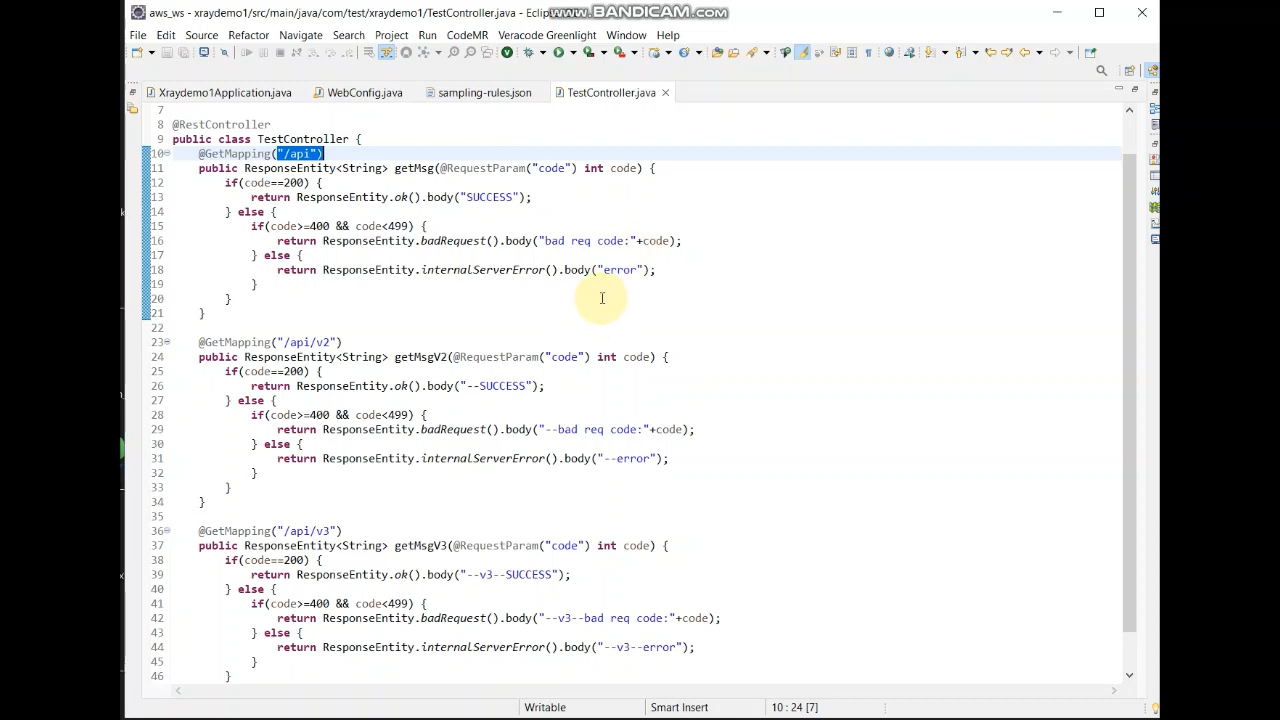 aws_ws - xraydemo1/src/main/java/com/test/xraydemo1/TestController.java - Eclipse
www.BANDICAM.com
File Edit Source Refactor Navigate Search Project Run CodeMR Veracode Greenlight Window Help
Xraydemo1Application.java WebConfig.java sampling-rules.json TestController.java
7
8 @RestController
9 public class TestController {
10 @GetMapping("/api")
11 public ResponseEntity<String> getMsg(@RequestParam("code") int code) {
12 if(code==200) {
13 return ResponseEntity.ok().body("SUCCESS");
14 } else {
15 if(code>=400 && code<499) {
16 return ResponseEntity.badRequest().body("bad req code:"+code);
17 } else {
18 return ResponseEntity.internalServerError().body("error");
19 }
20 }
21 }
22
23 @GetMapping("/api/v2")
24 public ResponseEntity<String> getMsgV2(@RequestParam("code") int code) {
25 if(code==200) {
26 return ResponseEntity.ok().body("--SUCCESS");
27 } else {
28 if(code>=400 && code<499) {
29 return ResponseEntity.badRequest().body("--bad req code:"+code);
30 } else {
31 return ResponseEntity.internalServerError().body("--error");
32 }
33 }
34 }
35
36 @GetMapping("/api/v3")
37 public ResponseEntity<String> getMsgV3(@RequestParam("code") int code) {
38 if(code==200) {
39 return ResponseEntity.ok().body("--v3--SUCCESS");
40 } else {
41 if(code>=400 && code<499) {
42 return ResponseEntity.badRequest().body("--v3--bad req code:"+code);
43 } else {
44 return ResponseEntity.internalServerError().body("--v3--error");
45 }
46 }
Writable Smart Insert 10 : 24 [7]